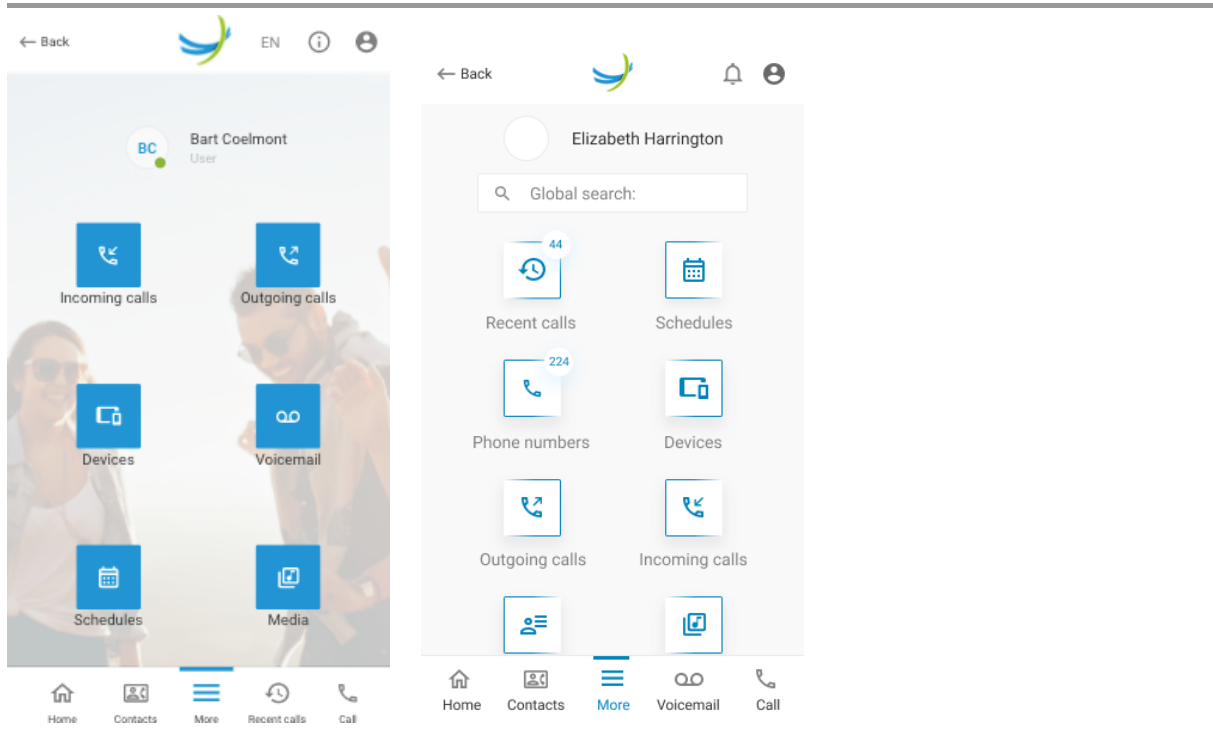 Back
EN
BC
Bart Coelmont
User
Incoming calls
Outgoing calls
Devices
Voicemail
Schedules
Media
Home
Contacts
More
Recent calls
Call
Back
Elizabeth Harrington
Global search:
44
Recent calls
Schedules
224
Phone numbers
Devices
Outgoing calls
Incoming calls
Home
Contacts
More
Voicemail
Call